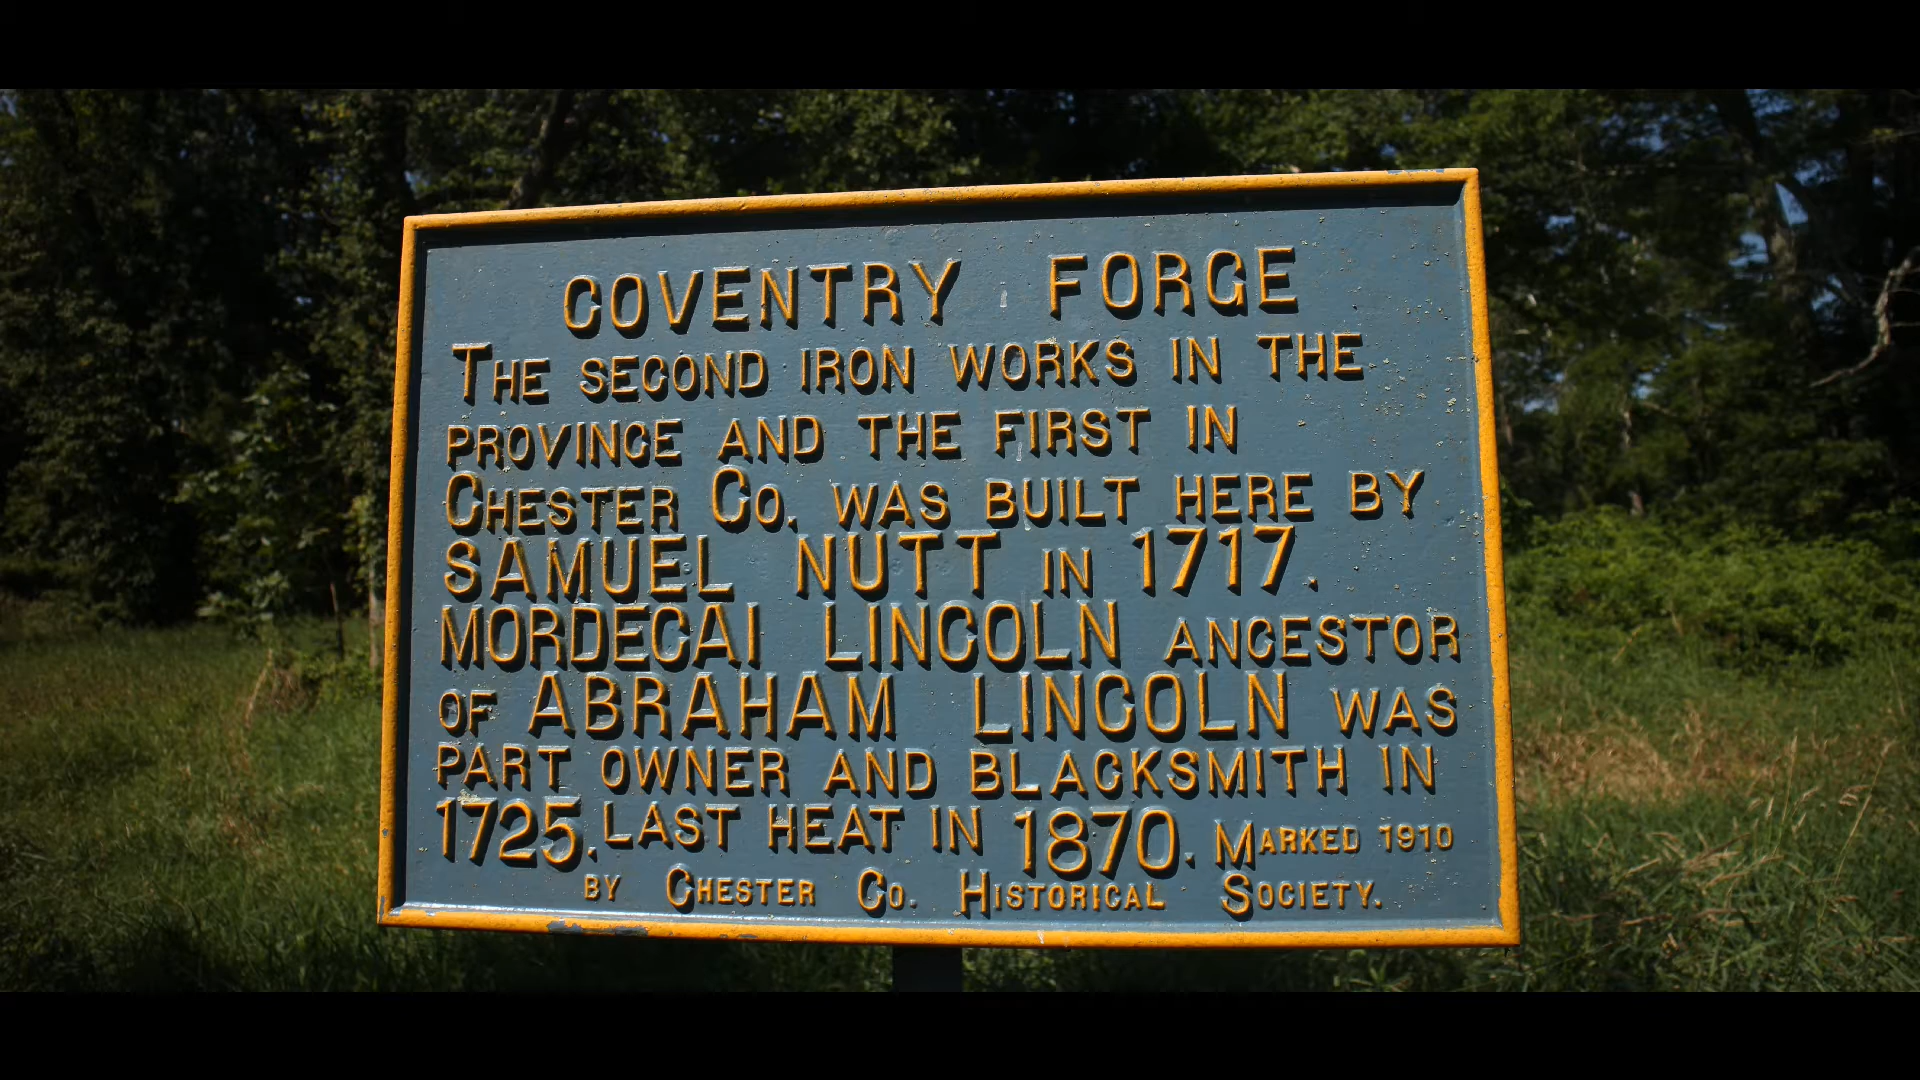 COVENTRY FORGE
THE SECOND IRON WORKS IN THE
PROVINCE AND THE FIRST IN
CHESTER CO. WAS BUILT HERE BY
SAMUEL NUTT IN 1717.
MORDECAI LINCOLN ANCESTOR
OF ABRAHAM LINCOLN WAS
PART OWNER AND BLACKSMITH IN
1725. LAST HEAT IN 1870. MARKED 1910
BY CHESTER CO. HISTORICAL SOCIETY.